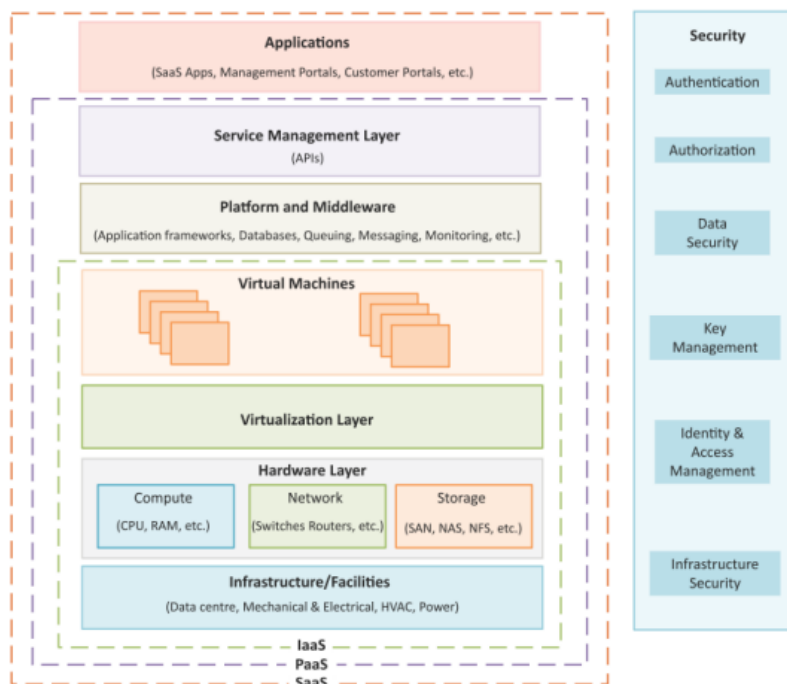 Applications
(SaaS Apps, Management Portals, Customer Portals, etc.)
Service Management Layer
(APIs)
Platform and Middleware
(Application frameworks, Databases, Queuing, Messaging, Monitoring, etc.)
Virtual Machines
Virtualization Layer
Hardware Layer
Compute
(CPU, RAM, etc.)
Network
(Switches Routers, etc.)
Storage
(SAN, NAS, NFS, etc.)
Infrastructure/Facilities
(Data centre, Mechanical & Electrical, HVAC, Power)
IaaS
PaaS
SaaS
Security
Authentication
Authorization
Data
Security
Key
Management
Identity &
Access
Management
Infrastructure
Security